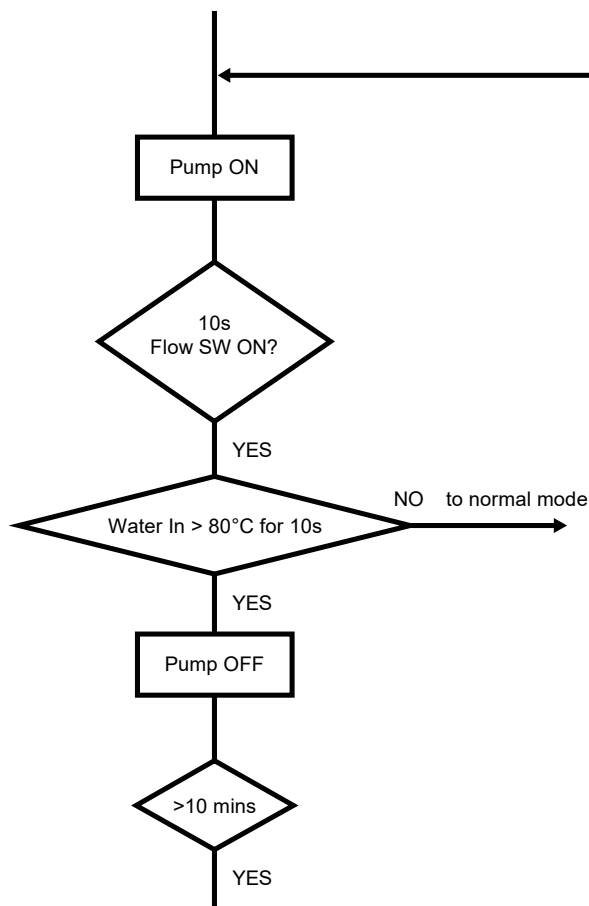 Pump ON
10s
Flow SW ON?
YES
NO to normal mode
Water In > 80°C for 10s
YES
Pump OFF
>10 mins
YES